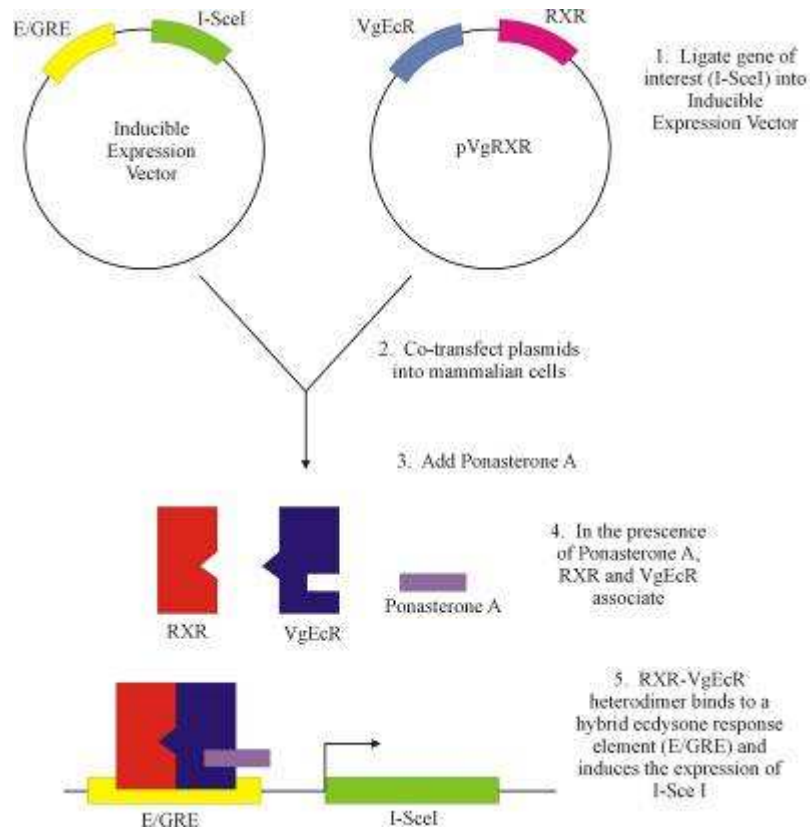 E/GRE
I-SceI
VgEcR
RXR
Inducible
Expression
Vector
pVgRXR
1. Ligate gene of
interest (I-SceI) into
Inducible
Expression Vector
2. Co-transfect plasmids
into mammalian cells
3. Add Ponasterone A
RXR
VgEcR
Ponasterone A
4. In the prescence
of Ponasterone A,
RXR and VgEcR
associate
5. RXR-VgEcR
heterodimer binds to a
hybrid ecdysone response
element (E/GRE) and
induces the expression of
I-Sce I
E/GRE
I-SceI